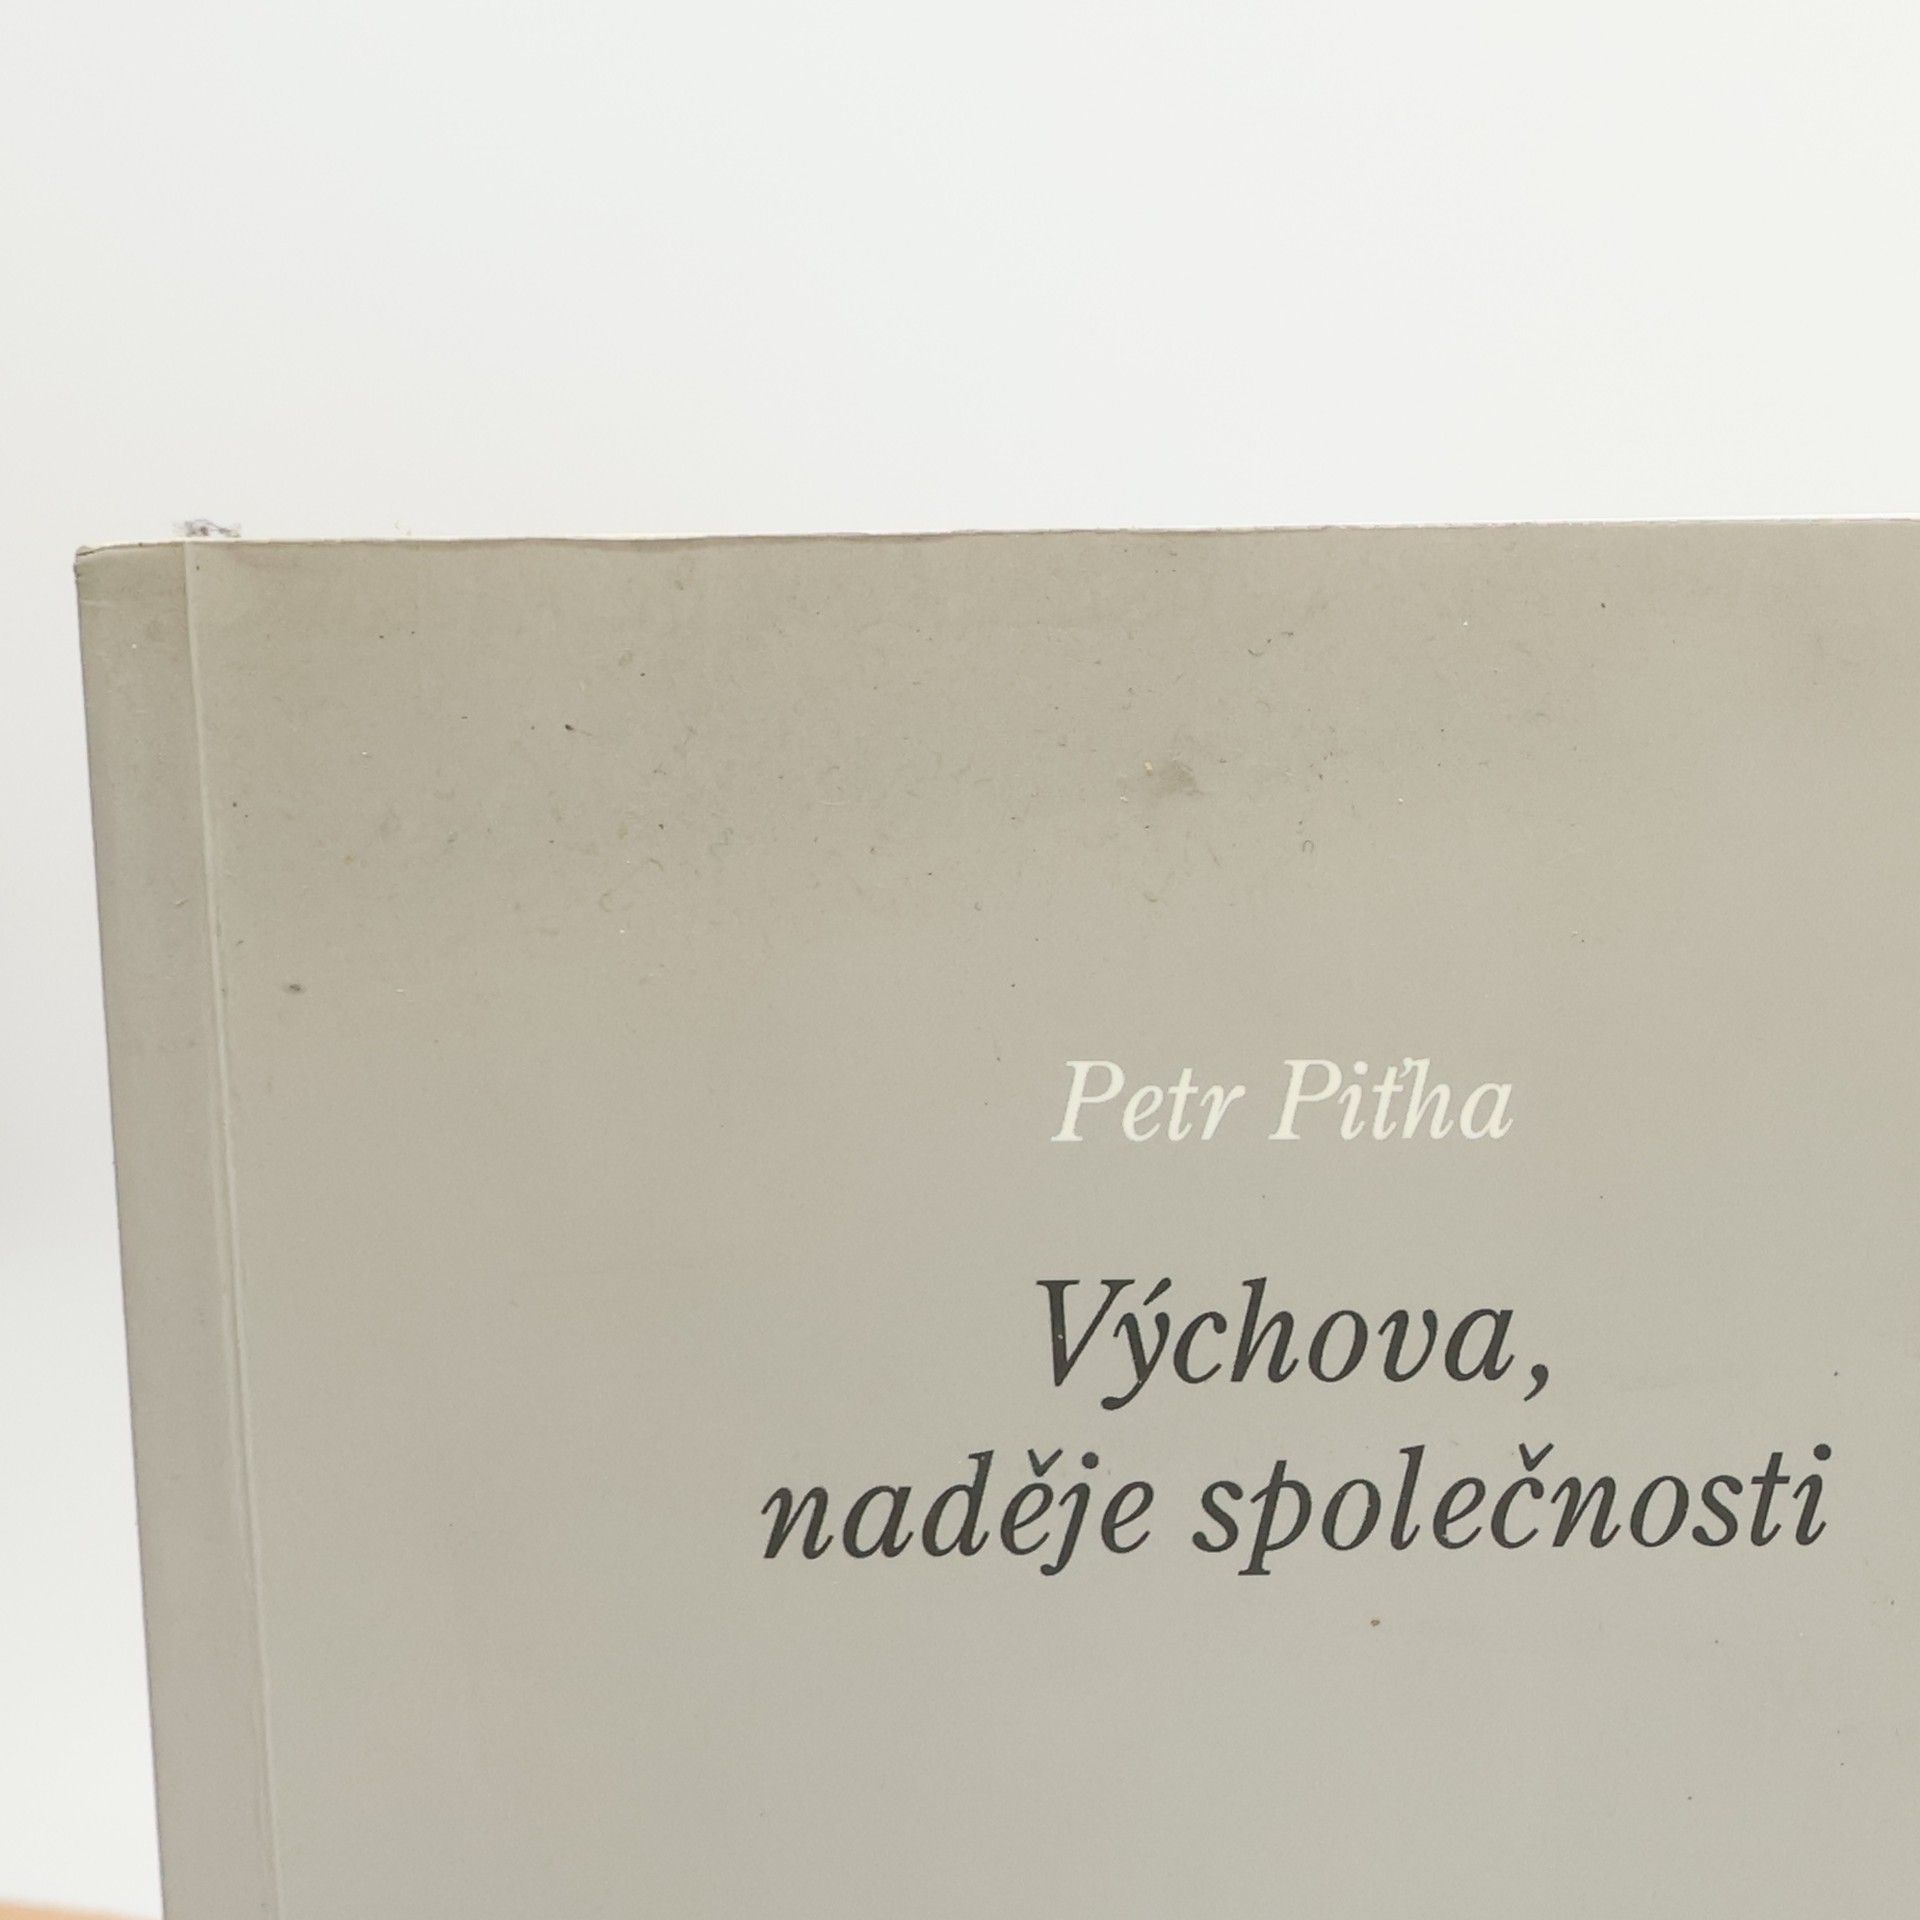 Petr Piťha
Výchova,
naděje společnosti